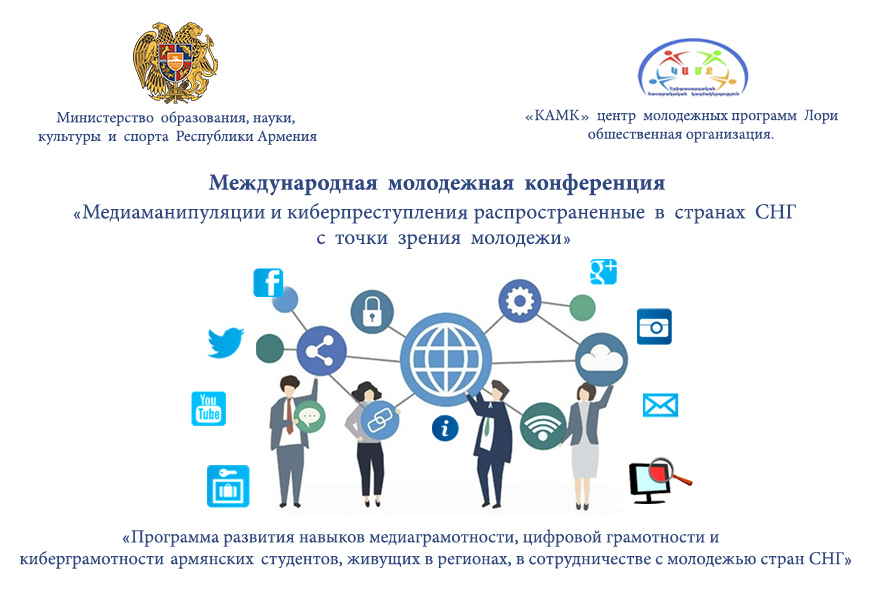 Министерство образования, науки,
культуры и спорта Республики Армения
ԿԱՄՔ
«КАМК» центр молодежных программ Лори
обшественная организация.
Международная молодежная конференция
«Медиаманипуляции и киберпреступления распространенные в странах СНГ
с точки зрения молодежи»
f
g+
You
Tube
i
«Программа развития навыков медиаграмотности, цифровой грамотности и
киберграмотности армянских студентов, живущих в регионах, в сотрудничестве с молодежью стран СНГ»